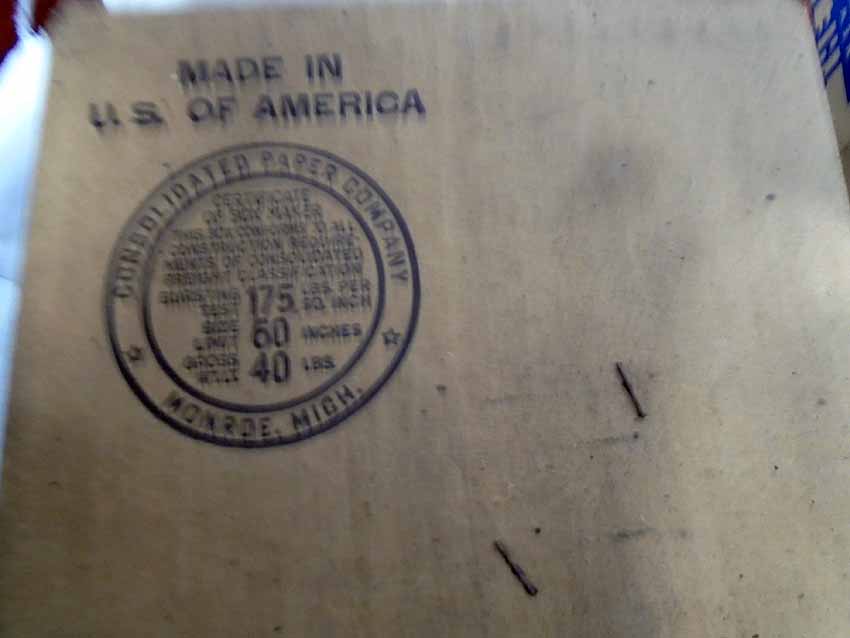 MADE IN
U.S. OF AMERICA
CONSOLIDATED PAPER COMPANY
CERTIFICATE
OF BOX MAKER
THIS BOX CONFORMS TO ALL
CONSTRUCTION REQUIRE-
MENTS OF CONSOLIDATED
FREIGHT CLASSIFICATION
BURSTING TEST 175 LBS. PER SQ. INCH
SIZE LIMIT 60 INCHES
GROSS WT. LT. 40 LBS.
MONROE, MICH.